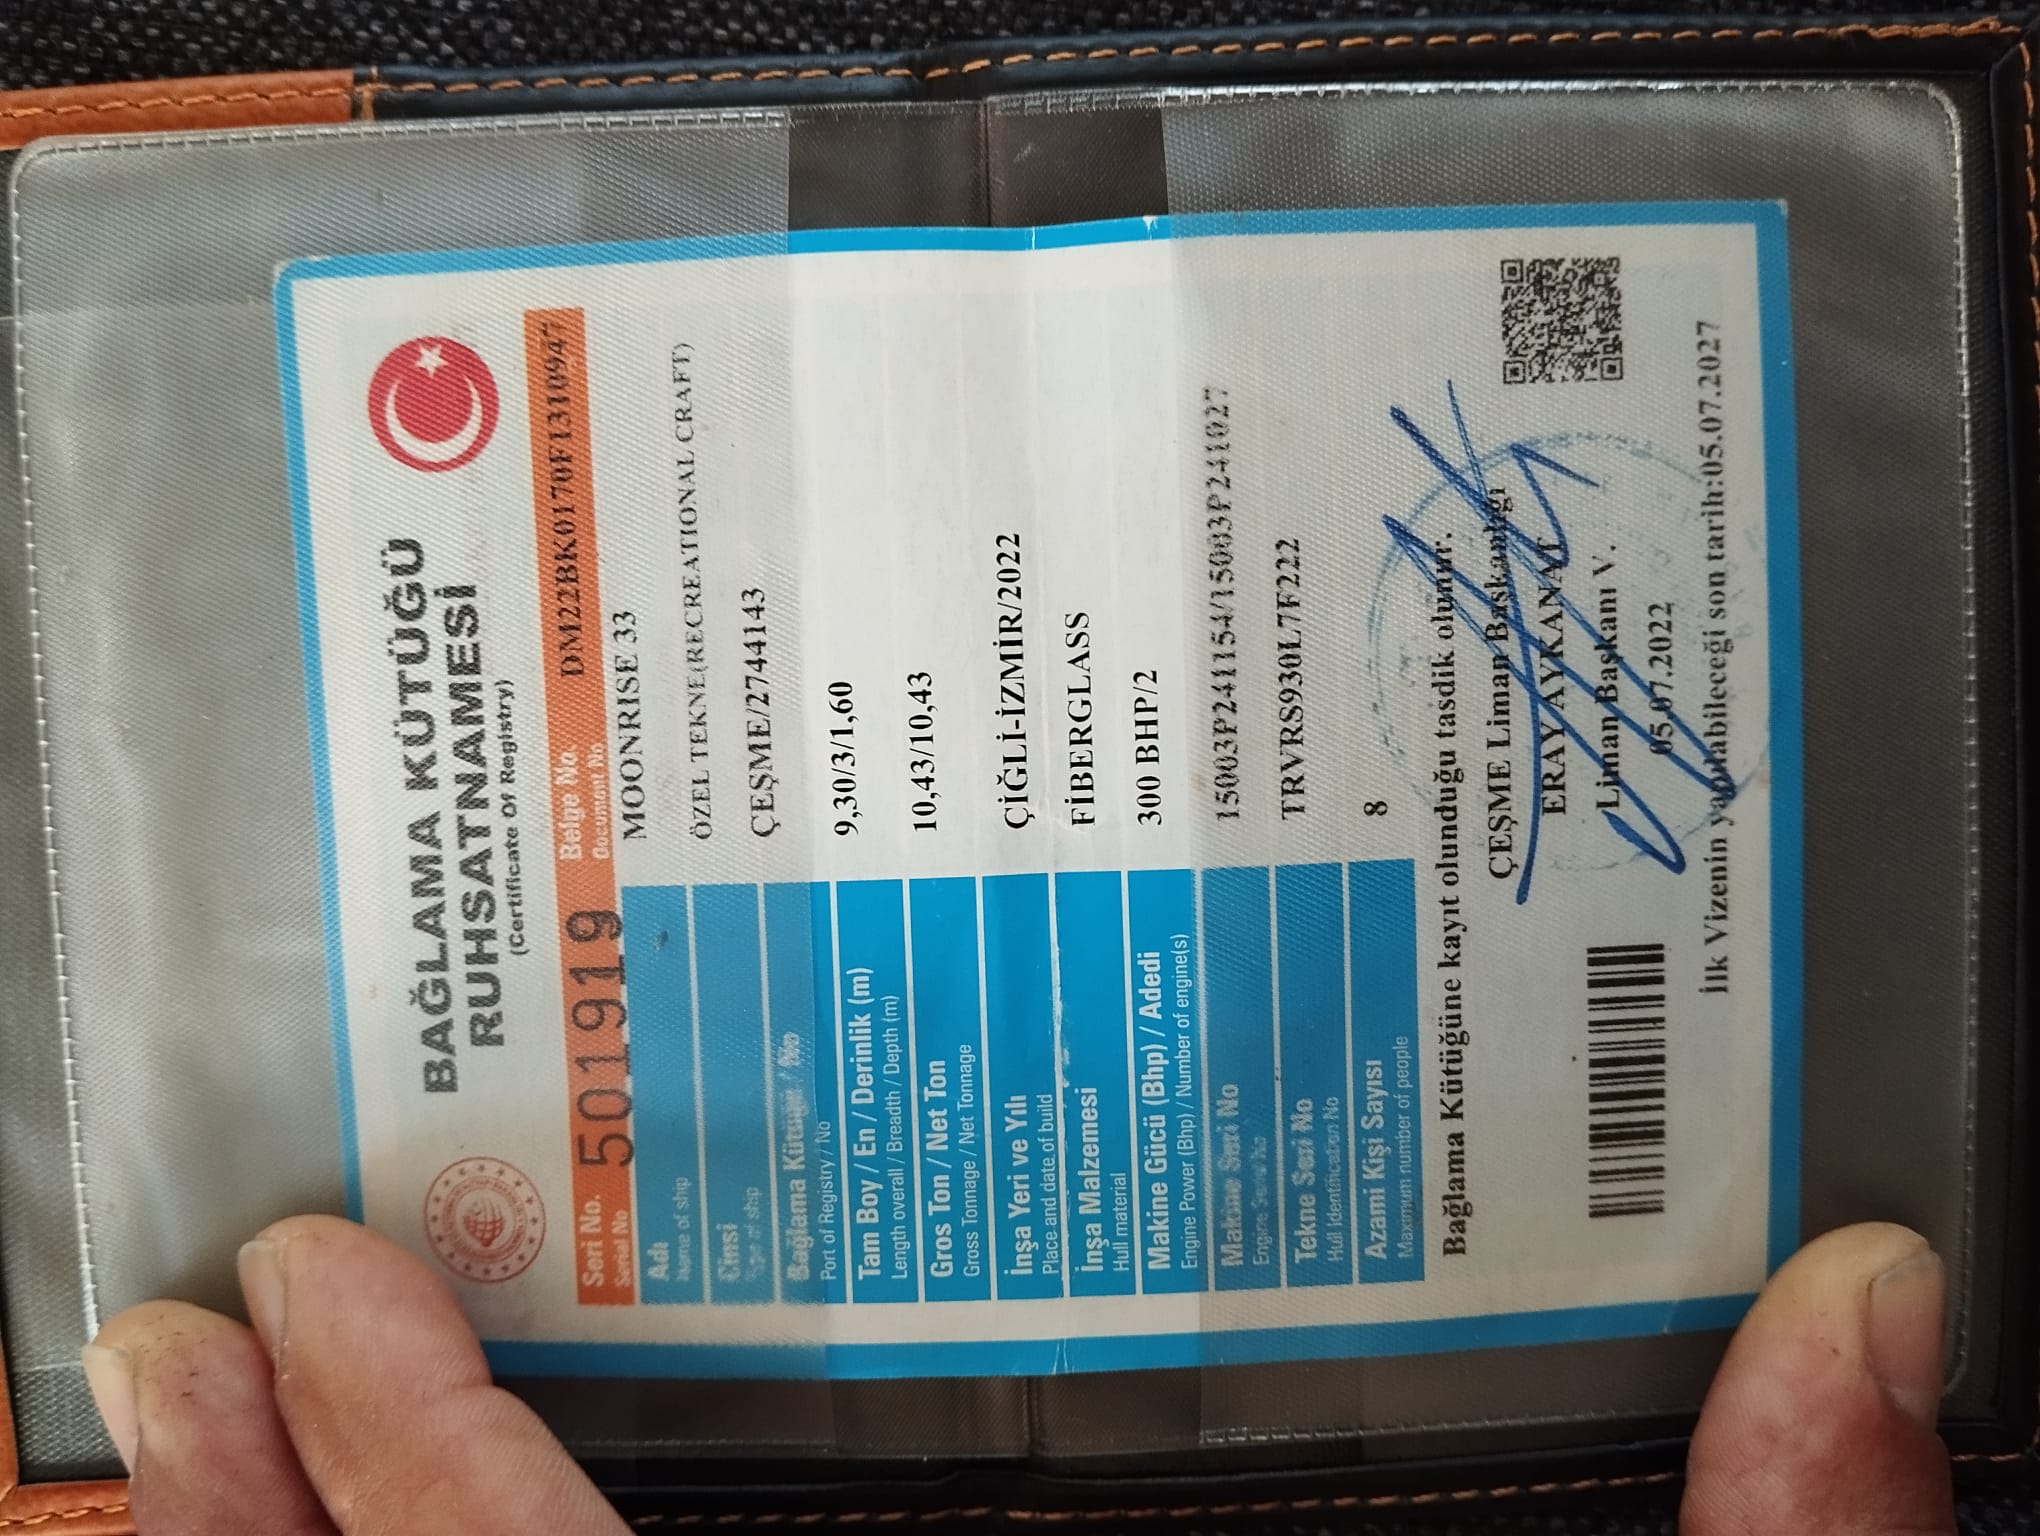 BAĞLAMA KÜTÜĞÜ
RUHSATNAMESİ
(Certificate Of Registry)
Seri No. 501919 Belge No. DM22BK0170F1310947
Serial No Document No
Adı MOONRISE 33
Name of ship
Cinsi ÖZEL TEKNE(RECREATIONAL CRAFT)
Type of ship
Bağlama Kütüğü / No ÇEŞME/2744143
Port of Registry / No
Tam Boy / En / Derinlik (m) 9,30/3/1,60
Length overall / Breadth / Depth (m)
Gros Ton / Net Ton 10,43/10,43
Gross Tonnage / Net Tonnage
İnşa Yeri ve Yılı ÇİĞLİ-İZMİR/2022
Place and date of build
İnşa Malzemesi FİBERGLASS
Hull material
Makine Gücü (Bhp) / Adedi 300 BHP/2
Engine Power (Bhp) / Number of engine(s)
Makine Seri No 15003P241154/15003P241027
Engine Serie No
Tekne Seri No TRVRS930L7F222
Hull Identification No
Azami Kişi Sayısı 8
Maximum number of people
Bağlama Kütüğüne kayıt olunduğu tasdik olunur.
ÇEŞME Liman Başkanlığı
ERAY AYKANAT
Liman Başkanı V.
05.07.2022
İlk Vizenin yapılabileceği son tarih:05.07.2027